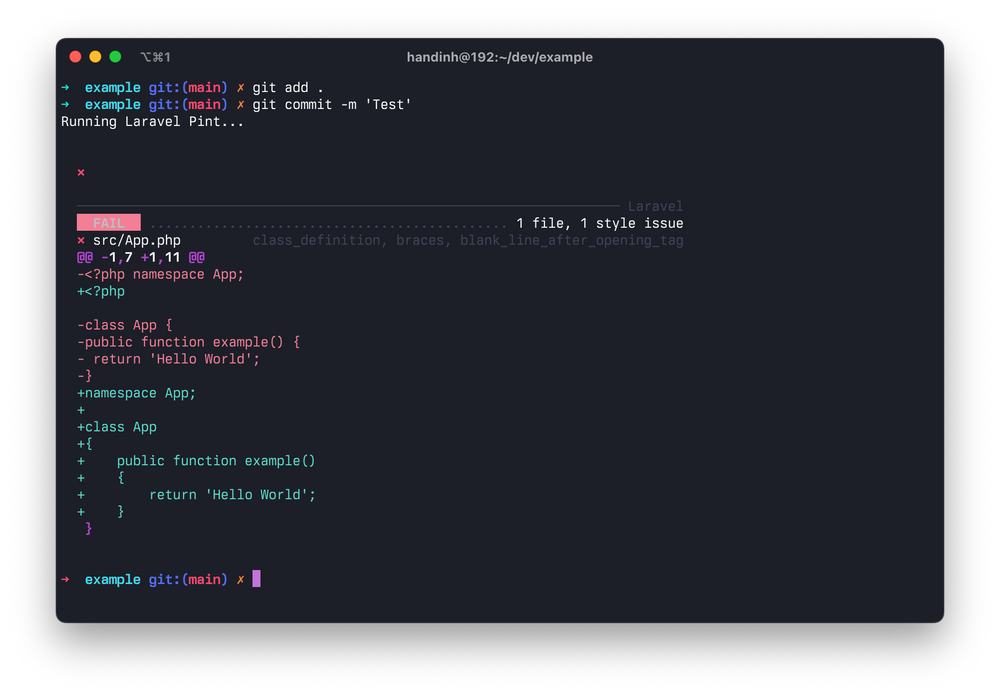 ⌥⌘1 handinh@192:~/dev/example
➜ example git:(main) ✗ git add .
➜ example git:(main) ✗ git commit -m 'Test'
Running Laravel Pint...
×
──────────────────────────────────────────────────────────────────── Laravel
FAIL ............................................. 1 file, 1 style issue
× src/App.php class_definition, braces, blank_line_after_opening_tag
@@ -1,7 +1,11 @@
-<?php namespace App;
+<?php
-class App {
-public function example() {
- return 'Hello World';
-}
+namespace App;
+
+class App
+{
+    public function example()
+    {
+        return 'Hello World';
+    }
 }
➜ example git:(main) ✗